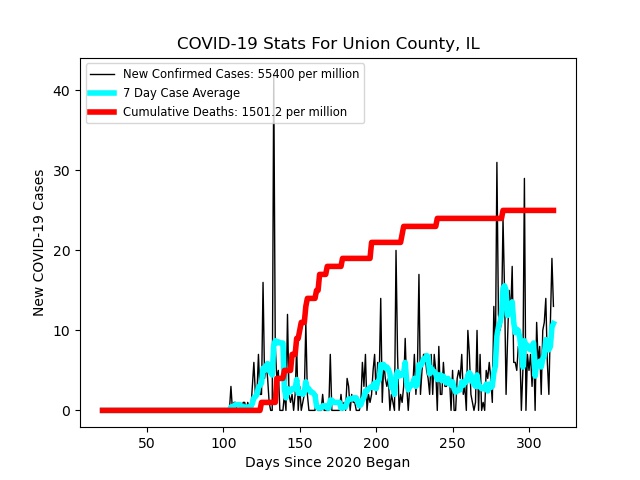 COVID-19 Stats For Union County, IL
New Confirmed Cases: 55400 per million
7 Day Case Average
Cumulative Deaths: 1501.2 per million
New COVID-19 Cases
40
30
20
10
0
50 100 150 200 250 300
Days Since 2020 Began